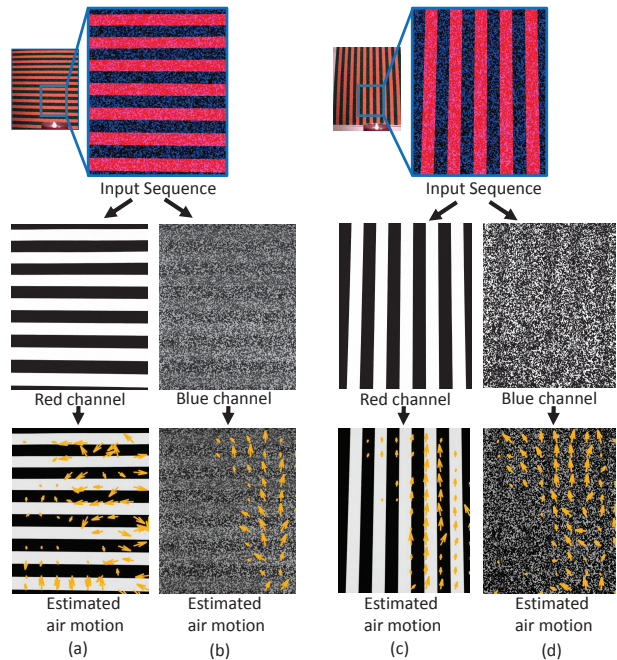 Input Sequence
Input Sequence
Red channel
Blue channel
Red channel
Blue channel
Estimated
air motion
Estimated
air motion
Estimated
air motion
Estimated
air motion
(a)
(b)
(c)
(d)